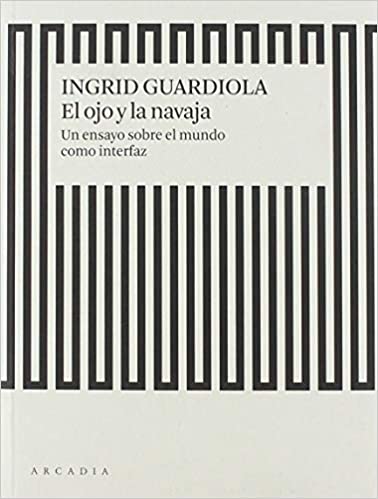 INGRID GUARDIOLA
El ojo y la navaja
Un ensayo sobre el mundo
como interfaz
ARCADIA